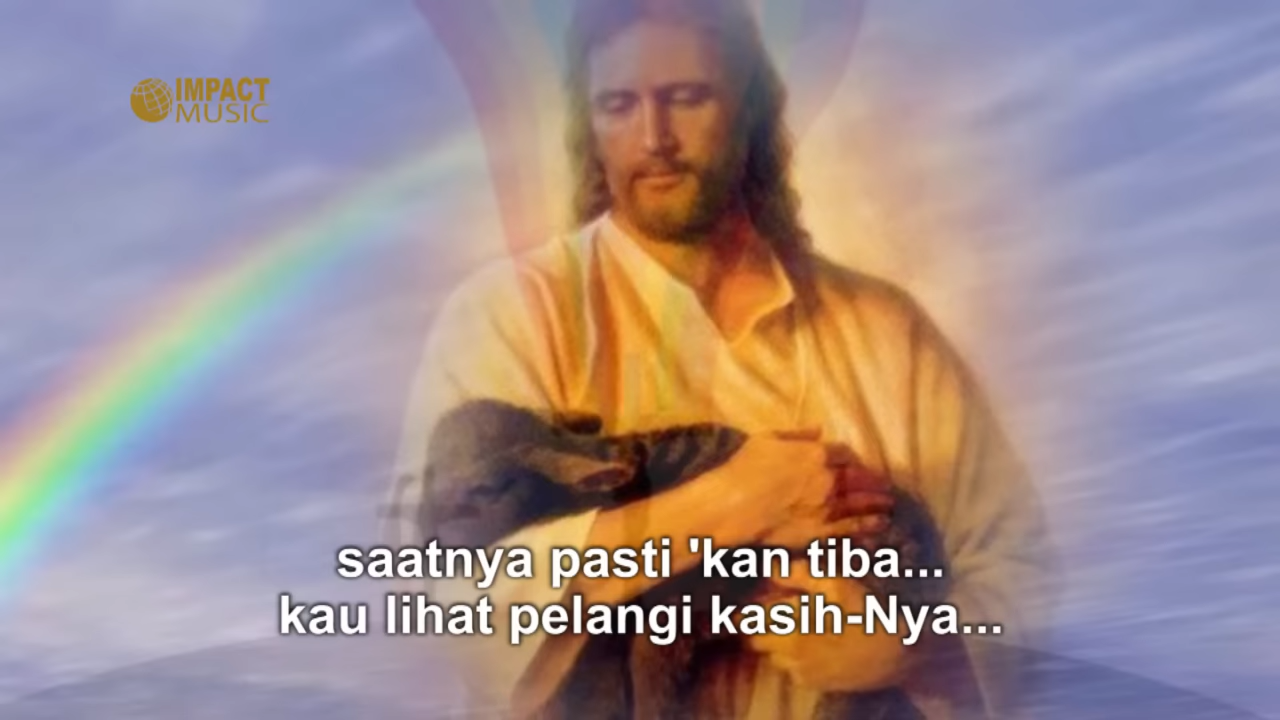 IMPACT
MUSIC
saatnya pasti 'kan tiba...
kau lihat pelangi kasih-Nya...